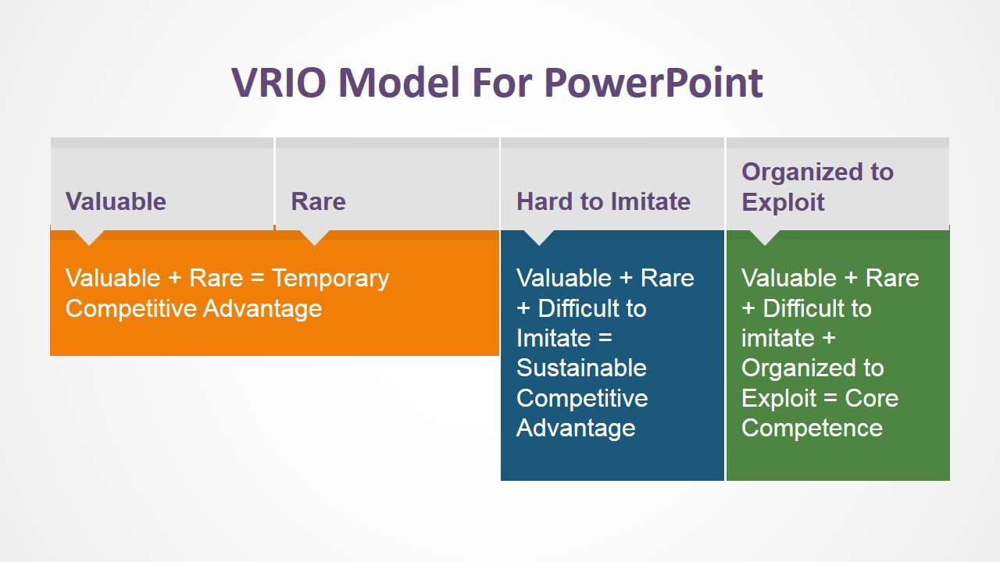 VRIO Model For PowerPoint
Valuable
Rare
Hard to Imitate
Organized to
Exploit
Valuable + Rare = Temporary
Competitive Advantage
Valuable + Rare
+ Difficult to
Imitate =
Sustainable
Competitive
Advantage
Valuable + Rare
+ Difficult to
imitate +
Organized to
Exploit = Core
Competence